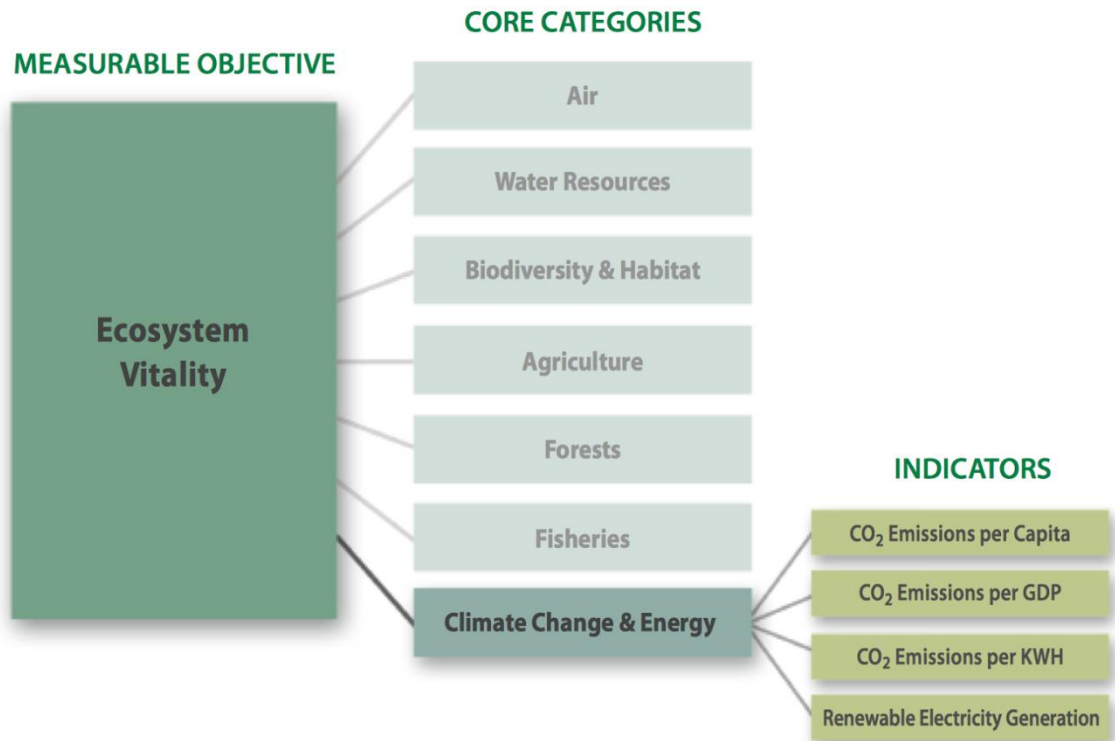 CORE CATEGORIES
MEASURABLE OBJECTIVE
Ecosystem
Vitality
Air
Water Resources
Biodiversity & Habitat
Agriculture
Forests
Fisheries
Climate Change & Energy
INDICATORS
CO₂ Emissions per Capita
CO₂ Emissions per GDP
CO₂ Emissions per KWH
Renewable Electricity Generation